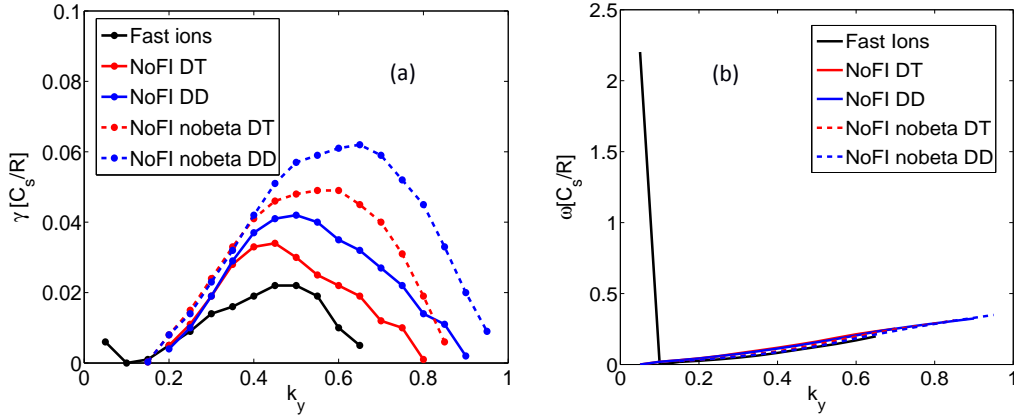 0.1
0.08
0.06
0.04
0.02
0
γ [C_s/R]
Fast Ions
NoFI DT
NoFI DD
NoFI nobeta DT
NoFI nobeta DD
(a)
0 0.2 0.4 0.6 0.8 1
k_y
2.5
2
1.5
1
0.5
0
ω[C_s/R]
(b)
Fast Ions
NoFI DT
NoFI DD
NoFI nobeta DT
NoFI nobeta DD
0 0.2 0.4 0.6 0.8 1
k_y